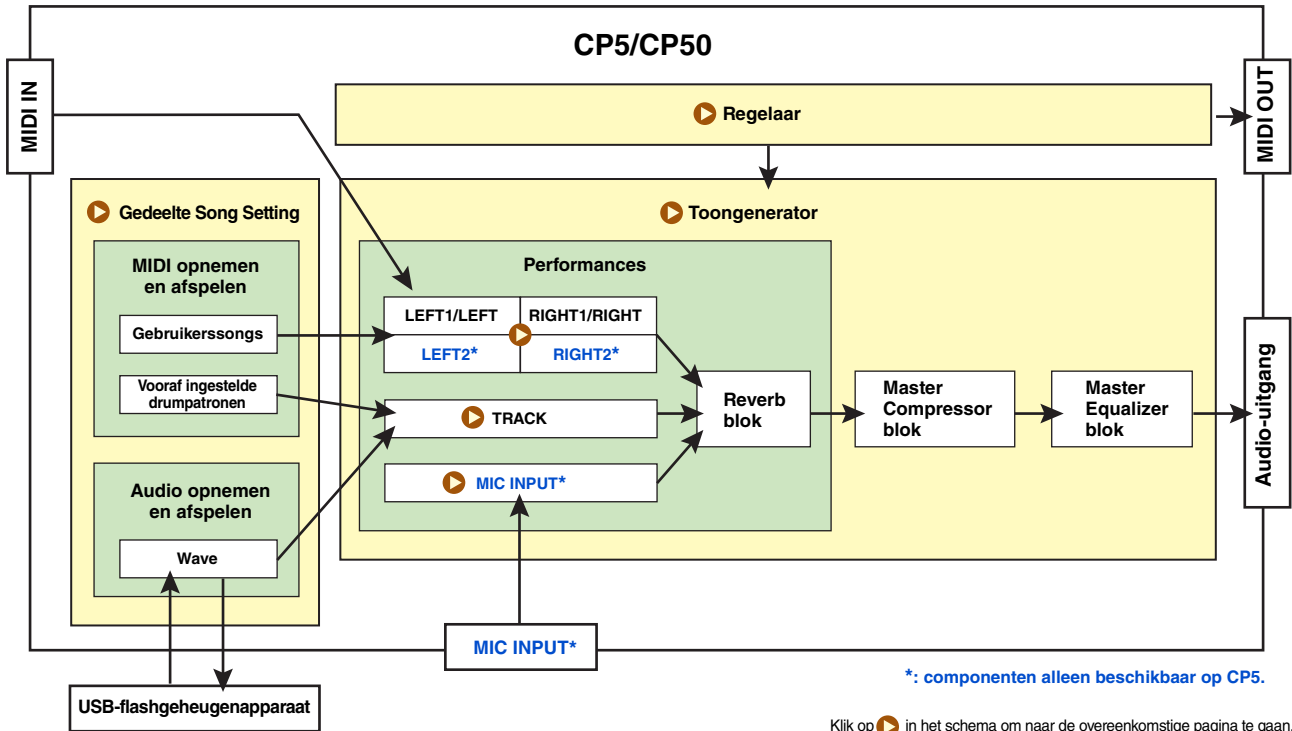 CP5/CP50
MIDI IN
MIDI OUT
Regelaar
Gedeelte Song Setting
Toongenerator
MIDI opnemen
en afspelen
Performances
Gebruikerssongs
LEFT1/LEFT
RIGHT1/RIGHT
LEFT2*
RIGHT2*
Vooraf ingestelde
drumpatronen
TRACK
Reverb
blok
Master
Compressor
blok
Master
Equalizer
blok
Audio-uitgang
MIC INPUT*
Audio opnemen
en afspelen
Wave
MIC INPUT*
*: componenten alleen beschikbaar op CP5.
USB-flashgeheugenapparaat
Klik op in het schema om naar de overeenkomstige pagina te gaan.